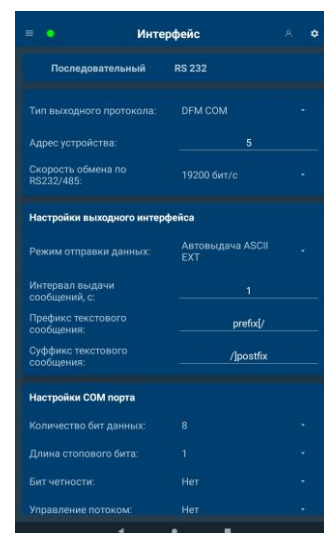 Интерфейс
Последовательный RS 232
Тип выходного протокола: DFM COM
Адрес устройства: 5
Скорость обмена по
RS232/485: 19200 бит/с
Настройки выходного интерфейса
Режим отправки данных: Автовыдача ASCII
EXT
Интервал выдачи
сообщений, с: 1
Префикс текстового
сообщения: prefix[/
Суффикс текстового
сообщения: /]postfix
Настройки COM порта
Количество бит данных: 8
Длина стопового бита: 1
Бит четности: Нет
Управление потоком: Нет